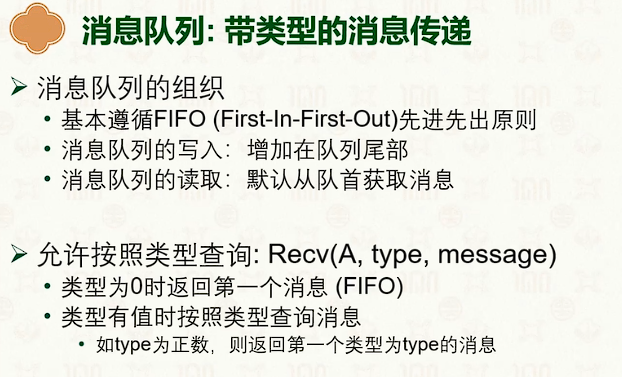 消息队列: 带类型的消息传递
消息队列的组织
基本遵循FIFO (First-In-First-Out)先进先出原则
消息队列的写入：增加在队列尾部
消息队列的读取：默认从队首获取消息
允许按照类型查询: Recv(A, type, message)
类型为0时返回第一个消息 (FIFO)
类型有值时按照类型查询消息
如type为正数，则返回第一个类型为type的消息